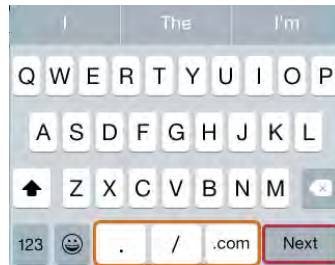 I The I'm
Q W E R T Y U I O P
A S D F G H J K L
Z X C V B N M
123 . / .com Next